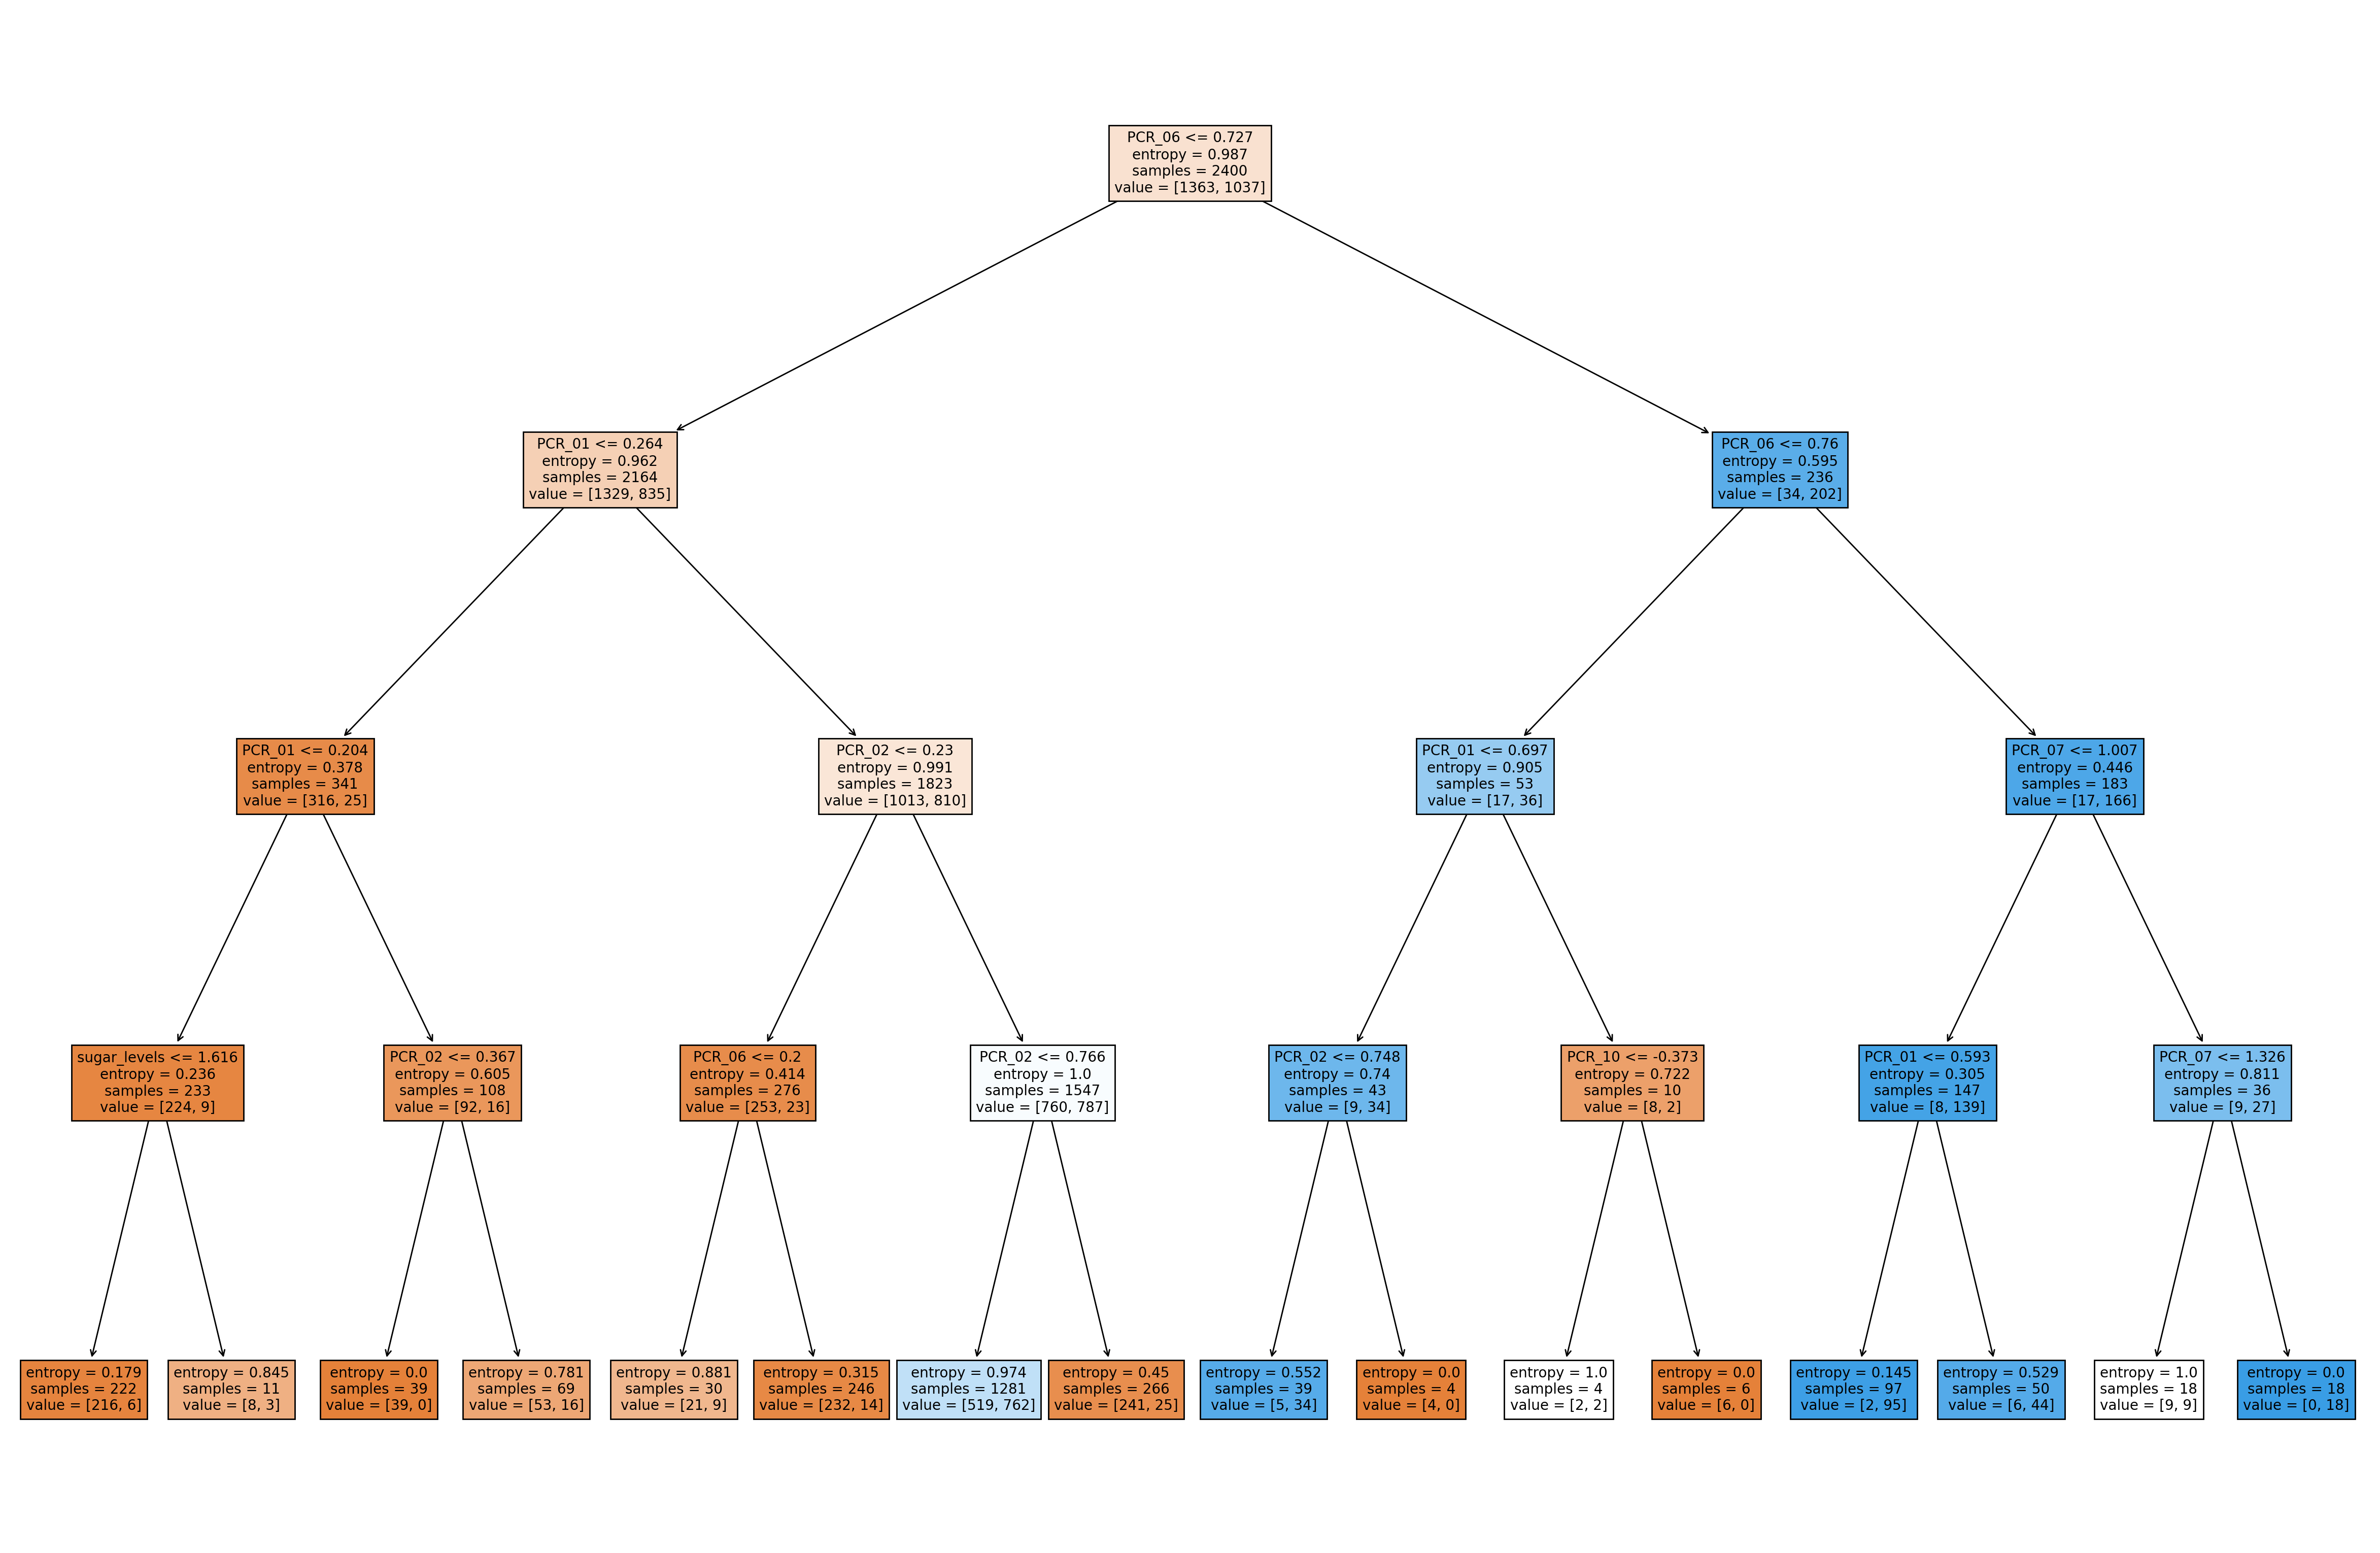 PCR_06 <= 0.727
entropy = 0.987
samples = 2400
value = [1363, 1037]
PCR_01 <= 0.264
entropy = 0.962
samples = 2164
value = [1329, 835]
PCR_06 <= 0.76
entropy = 0.595
samples = 236
value = [34, 202]
PCR_01 <= 0.204
entropy = 0.378
samples = 341
value = [316, 25]
PCR_02 <= 0.23
entropy = 0.991
samples = 1823
value = [1013, 810]
PCR_01 <= 0.697
entropy = 0.905
samples = 53
value = [17, 36]
PCR_07 <= 1.007
entropy = 0.446
samples = 183
value = [17, 166]
sugar_levels <= 1.616
entropy = 0.236
samples = 233
value = [224, 9]
PCR_02 <= 0.367
entropy = 0.605
samples = 108
value = [92, 16]
PCR_06 <= 0.2
entropy = 0.414
samples = 276
value = [253, 23]
PCR_02 <= 0.766
entropy = 1.0
samples = 1547
value = [760, 787]
PCR_02 <= 0.748
entropy = 0.74
samples = 43
value = [9, 34]
PCR_10 <= -0.373
entropy = 0.722
samples = 10
value = [8, 2]
PCR_01 <= 0.593
entropy = 0.305
samples = 147
value = [8, 139]
PCR_07 <= 1.326
entropy = 0.811
samples = 36
value = [9, 27]
entropy = 0.179
samples = 222
value = [216, 6]
entropy = 0.845
samples = 11
value = [8, 3]
entropy = 0.0
samples = 39
value = [39, 0]
entropy = 0.781
samples = 69
value = [53, 16]
entropy = 0.881
samples = 30
value = [21, 9]
entropy = 0.315
samples = 246
value = [232, 14]
entropy = 0.974
samples = 1281
value = [519, 762]
entropy = 0.45
samples = 266
value = [241, 25]
entropy = 0.552
samples = 39
value = [5, 34]
entropy = 0.0
samples = 4
value = [4, 0]
entropy = 1.0
samples = 4
value = [2, 2]
entropy = 0.0
samples = 6
value = [6, 0]
entropy = 0.145
samples = 97
value = [2, 95]
entropy = 0.529
samples = 50
value = [6, 44]
entropy = 1.0
samples = 18
value = [9, 9]
entropy = 0.0
samples = 18
value = [0, 18]